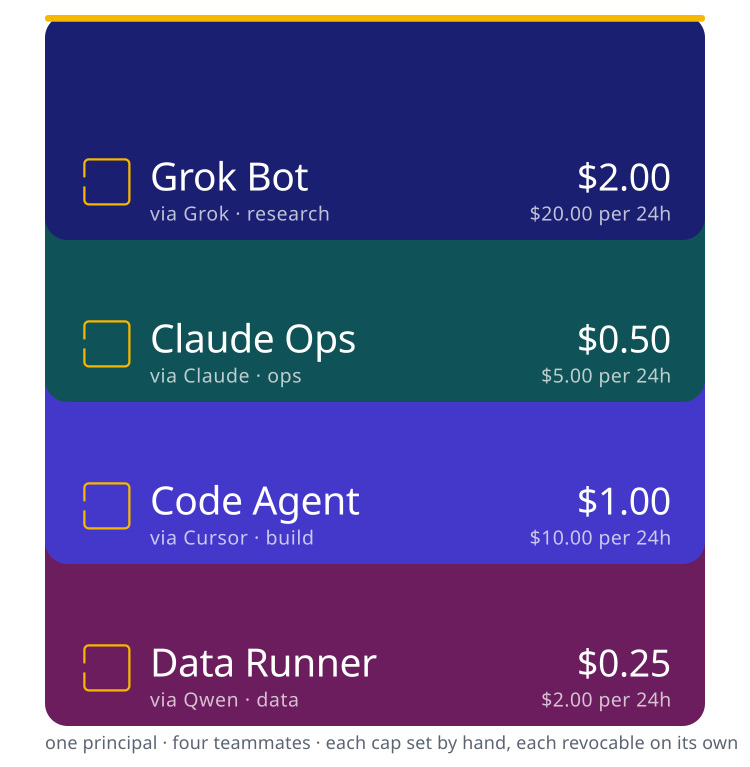 Grok Bot $2.00
via Grok · research $20.00 per 24h
Claude Ops $0.50
via Claude · ops $5.00 per 24h
Code Agent $1.00
via Cursor · build $10.00 per 24h
Data Runner $0.25
via Qwen · data $2.00 per 24h
one principal · four teammates · each cap set by hand, each revocable on its own